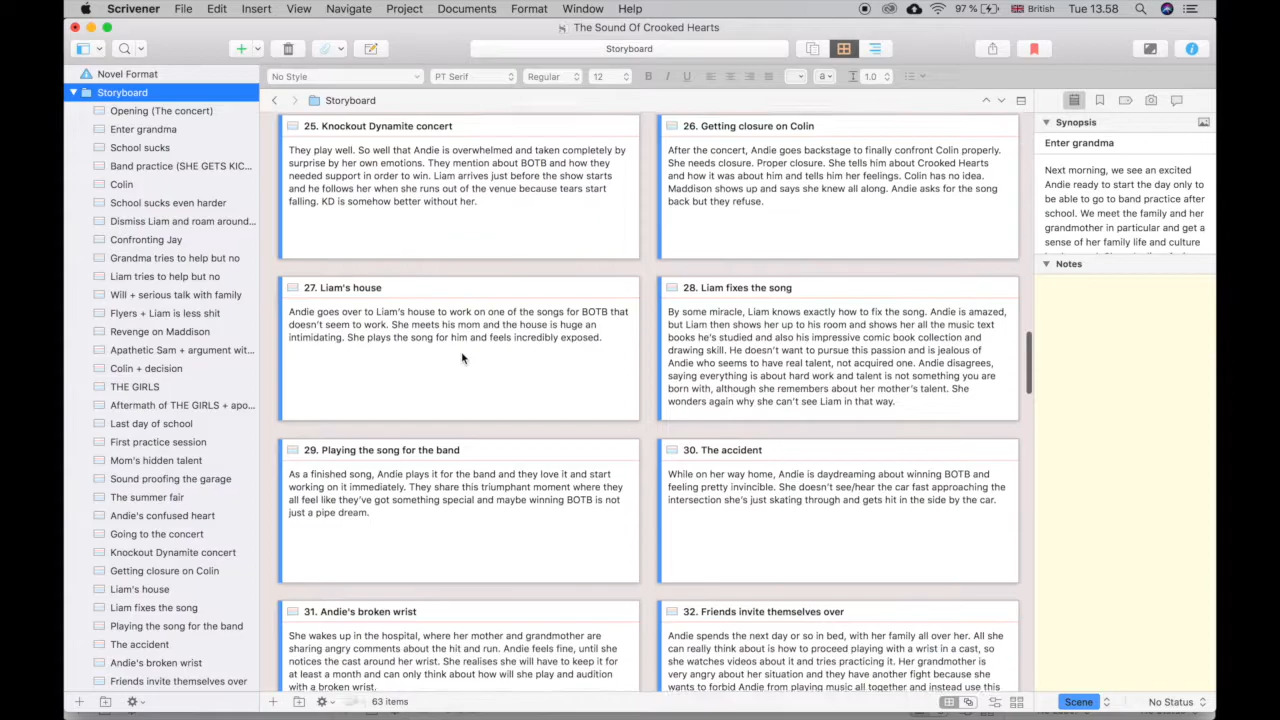 Scrivener File Edit Insert View Navigate Project Documents Format Window Help 97 % British Tue 13.58
The Sound Of Crooked Hearts
Storyboard
No Style PT Serif Regular 12 B I U a 1.0
Storyboard
Novel Format
Storyboard
Opening (The concert)
Enter grandma
School sucks
Band practice (SHE GETS KIC...
Colin
School sucks even harder
Dismiss Liam and roam around...
Confronting Jay
Grandma tries to help but no
Liam tries to help but no
Will + serious talk with family
Flyers + Liam is less shit
Revenge on Maddison
Apathetic Sam + argument wit...
Colin + decision
THE GIRLS
Aftermath of THE GIRLS + apo...
Last day of school
First practice session
Mom's hidden talent
Sound proofing the garage
The summer fair
Andie's confused heart
Going to the concert
Knockout Dynamite concert
Getting closure on Colin
Liam's house
Liam fixes the song
Playing the song for the band
The accident
Andie's broken wrist
Friends invite themselves over
25. Knockout Dynamite concert
They play well. So well that Andie is overwhelmed and taken completely by
surprise by her own emotions. They mention about BOTB and how they
needed support in order to win. Liam arrives just before the show starts
and he follows her when she runs out of the venue because tears start
falling. KD is somehow better without her.
26. Getting closure on Colin
After the concert, Andie goes backstage to finally confront Colin properly.
She needs closure. Proper closure. She tells him about Crooked Hearts
and how it was about him and tells him her feelings. Colin has no idea.
Maddison shows up and says she knew all along. Andie asks for the song
back but they refuse.
27. Liam's house
Andie goes over to Liam's house to work on one of the songs for BOTB that
doesn't seem to work. She meets his mom and the house is huge an
intimidating. She plays the song for him and feels incredibly exposed.
28. Liam fixes the song
By some miracle, Liam knows exactly how to fix the song. Andie is amazed,
but Liam then shows her up to his room and shows her all the music text
books he's studied and also his impressive comic book collection and
drawing skill. He doesn't want to pursue this passion and is jealous of
Andie who seems to have real talent, not acquired one. Andie disagrees,
saying everything is about hard work and talent is not something you are
born with, although she remembers about her mother's talent. She
wonders again why she can't see Liam in that way.
29. Playing the song for the band
As a finished song, Andie plays it for the band and they love it and start
working on it immediately. They share this triumphant moment where they
all feel like they've got something special and maybe winning BOTB is not
just a pipe dream.
30. The accident
While on her way home, Andie is daydreaming about winning BOTB and
feeling pretty invincible. She doesn't see/hear the car fast approaching the
intersection she's just skating through and gets hit in the side by the car.
31. Andie's broken wrist
She wakes up in the hospital, where her mother and grandmother are
sharing angry comments about the hit and run. Andie feels fine, until she
notices the cast around her wrist. She realises she will have to keep it for
at least a month and can only think about how will she play and audition
with a broken wrist.
32. Friends invite themselves over
Andie spends the next day or so in bed, with her family all over her. All she
can really think about is how to proceed playing with a wrist in a cast, so
she watches videos about it and tries practicing it. Her grandmother is
very angry about her situation and they have another fight because she
wants to forbid Andie from playing music all together and instead use this
Synopsis
Enter grandma
Next morning, we see an excited
Andie ready to start the day only to
be able to go to band practice after
school. We meet the family and her
grandmother in particular and get a
sense of her family life and culture
Notes
63 items
Scene
No Status